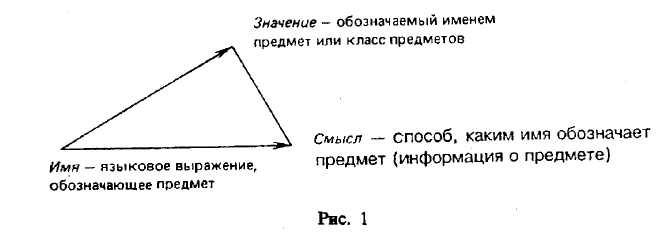 Значение – обозначаемый именем
предмет или класс предметов
Смысл — способ, каким имя обозначает
предмет (информация о предмете)
Имя – языковое выражение,
обозначающее предмет
Рис. 1